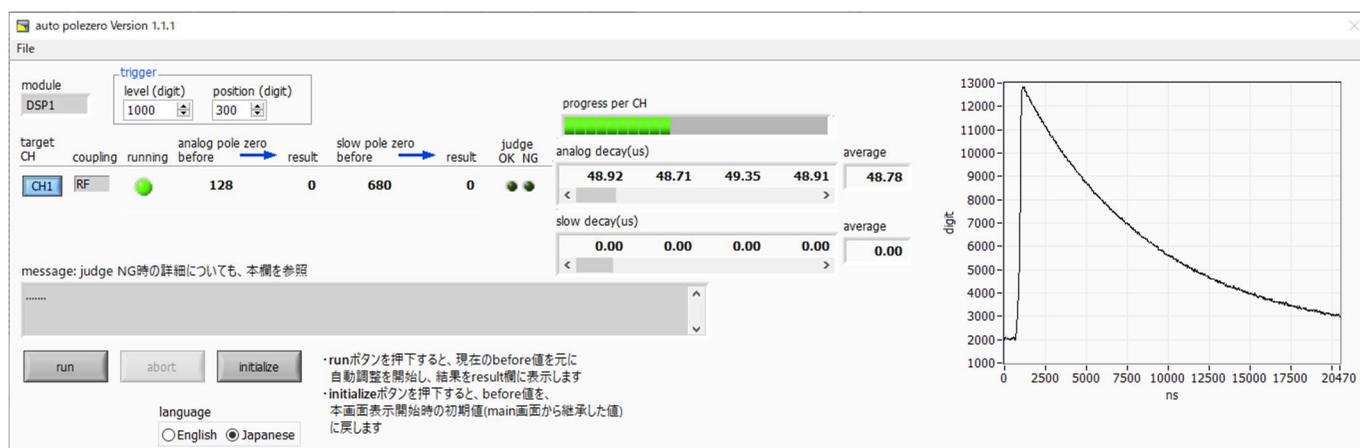 auto polezero Version 1.1.1
File
module
DSP1
trigger
level (digit)
position (digit)
1000
300
target
CH
coupling
running
analog pole zero
before
result
slow pole zero
before
result
judge
OK NG
CH1
RF
128
0
680
0
progress per CH
analog decay(us)
average
48.92
48.71
49.35
48.91
48.78
slow decay(us)
average
0.00
0.00
0.00
0.00
0.00
message: judge NG時の詳細についても、本欄を参照
.......
run
abort
initialize
・runボタンを押下すると、現在のbefore値を元に
自動調整を開始し、結果をresult欄に表示します
・initializeボタンを押下すると、before値を、
本画面表示開始時の初期値(main画面から継承した値)
に戻します
language
English
Japanese
digit
13000
12000
11000
10000
9000
8000
7000
6000
5000
4000
3000
2000
1000
0
2500
5000
7500
10000
12500
15000
17500
20470
ns